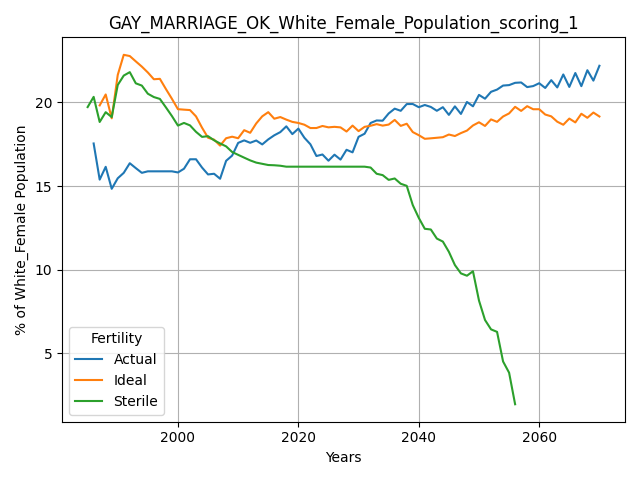 GAY_MARRIAGE_OK_White_Female_Population_scoring_1
% of White_Female Population
20
15
10
5
Fertility
Actual
Ideal
Sterile
2000
2020
2040
2060
Years